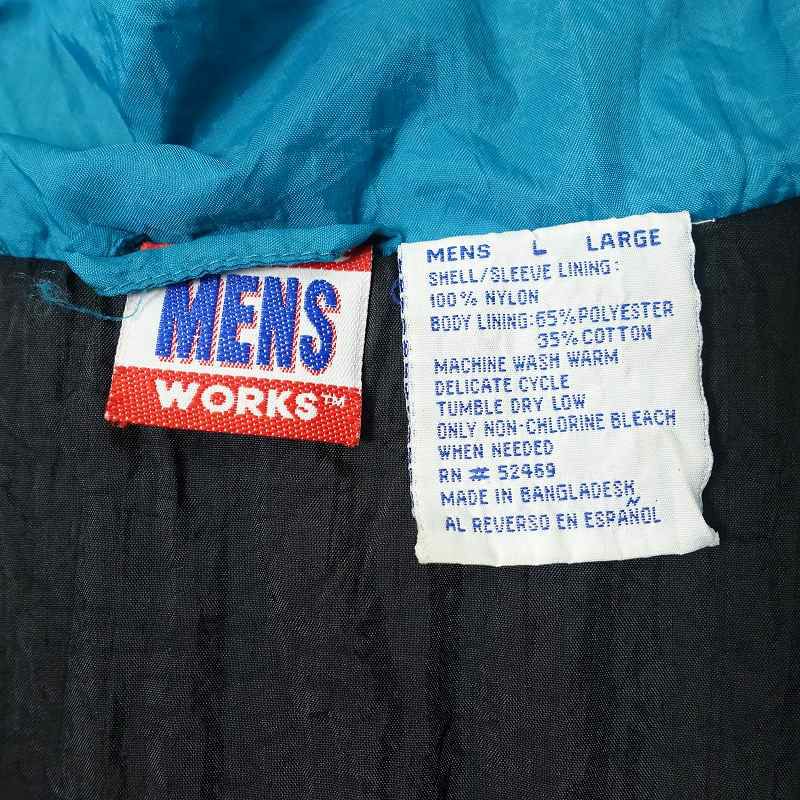 MENS
WORKS™
MENS L LARGE
SHELL/SLEEVE LINING:
100% NYLON
BODY LINING: 65% POLYESTER
35% COTTON
MACHINE WASH WARM
DELICATE CYCLE
TUMBLE DRY LOW
ONLY NON-CHLORINE BLEACH
WHEN NEEDED
RN # 52469
MADE IN BANGLADESH
AL REVERSO EN ESPAÑOL